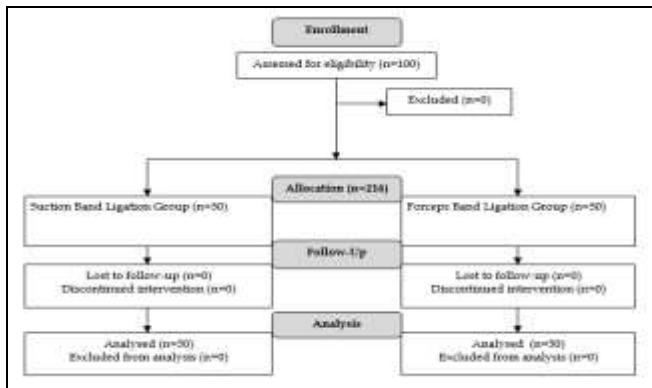 Enrollment
Assessed for eligibility (n=100)
Excluded (n=0)
Allocation (n=216)
Suction Band Ligation Group (n=50)
Forceps Band Ligation Group (n=50)
Follow-Up
Lost to follow-up (n=0)
Discontinued intervention (n=0)
Lost to follow-up (n=0)
Discontinued intervention (n=0)
Analysis
Analysed (n=50)
Excluded from analysis (n=0)
Analysed (n=50)
Excluded from analysis (n=0)